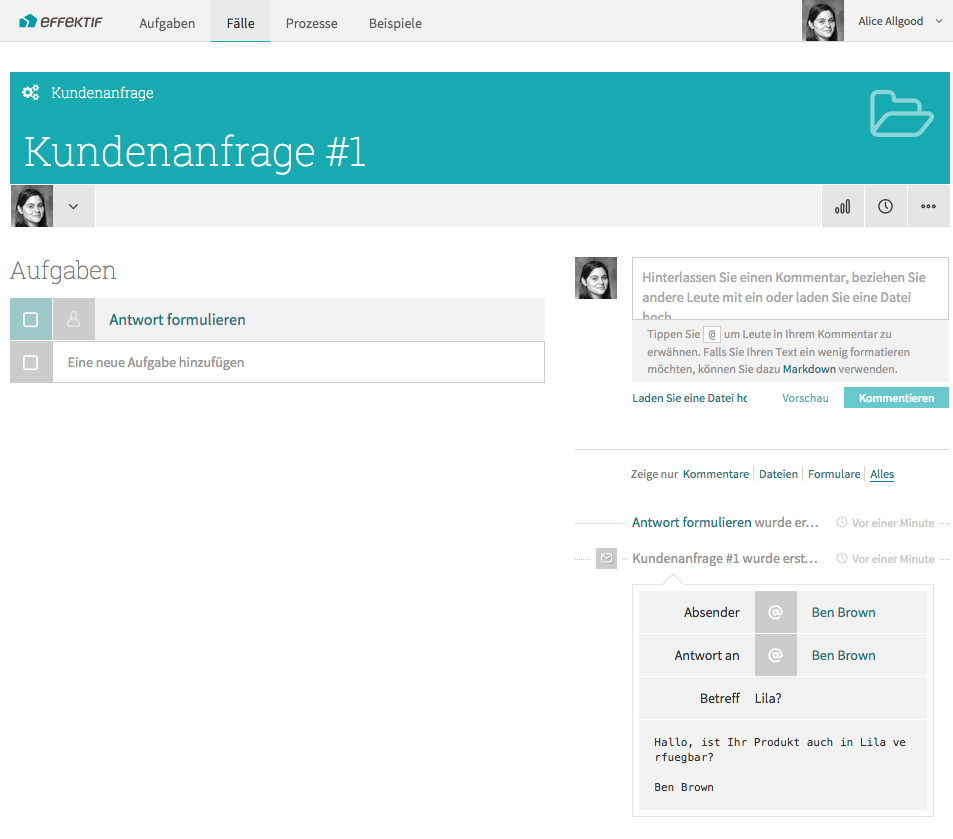 EFFEKTIF
Aufgaben
Fälle
Prozesse
Beispiele
Alice Allgood
Kundenanfrage
Kundenanfrage #1
Aufgaben
Antwort formulieren
Eine neue Aufgabe hinzufügen
Hinterlassen Sie einen Kommentar, beziehen Sie
andere Leute mit ein oder laden Sie eine Datei
hoch
Tippen Sie @ um Leute in Ihrem Kommentar zu
erwähnen. Falls Sie Ihren Text ein wenig formatieren
möchten, können Sie dazu Markdown verwenden.
Laden Sie eine Datei hc
Vorschau
Kommentieren
Zeige nur Kommentare Dateien Formulare Alles
Antwort formulieren wurde er... Vor einer Minute
Kundenanfrage #1 wurde erst... Vor einer Minute
Absender @ Ben Brown
Antwort an @ Ben Brown
Betreff Lila?
Hallo, ist Ihr Produkt auch in Lila ve
rfuegbar?
Ben Brown